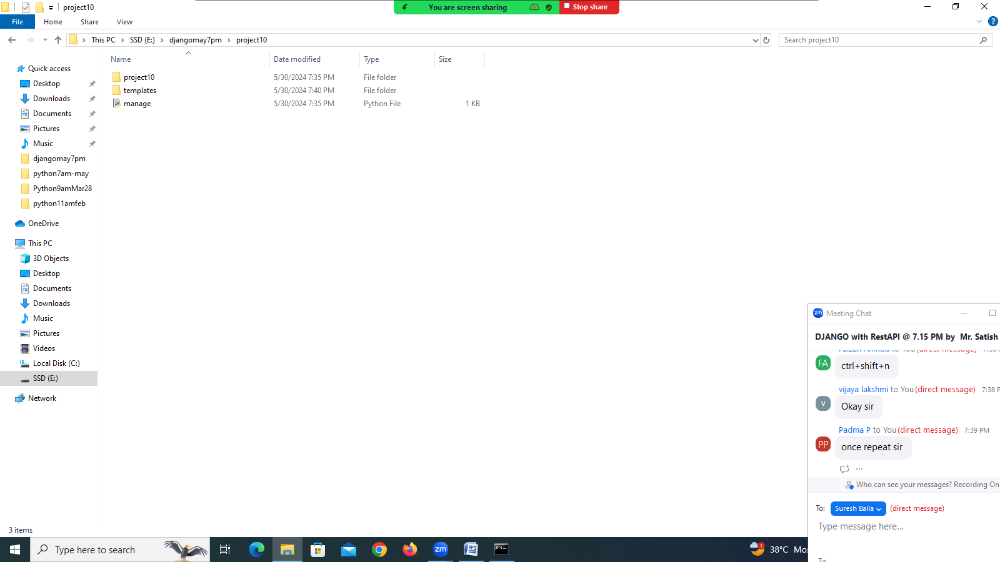 project10
You are screen sharing
Stop share
File Home Share View
This PC SSD (E:) djangomay7pm project10
Search project10
Name Date modified Type Size
project10 5/30/2024 7:35 PM File folder
templates 5/30/2024 7:40 PM File folder
manage 5/30/2024 7:35 PM Python File 1 KB
Quick access
Desktop
Downloads
Documents
Pictures
Music
djangomay7pm
python7am-may
Python9amMar28
python11amfeb
OneDrive
This PC
3D Objects
Desktop
Documents
Downloads
Music
Pictures
Videos
Local Disk (C:)
SSD (E:)
Network
3 items
zm Meeting Chat
DJANGO with RestAPI @ 7.15 PM by Mr. Satish
FA
ctrl+shift+n
vijaya lakshmi to You (direct message) 7:38 P
V
Okay sir
Padma P to You (direct message) 7:39 PM
PP
once repeat sir
Who can see your messages? Recording On
To: Suresh Balla (direct message)
Type message here...
Type here to search
zm
1
38°C Mos